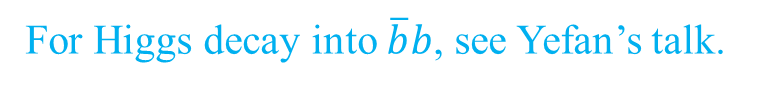 For Higgs decay into b̄b, see Yefan’s talk.